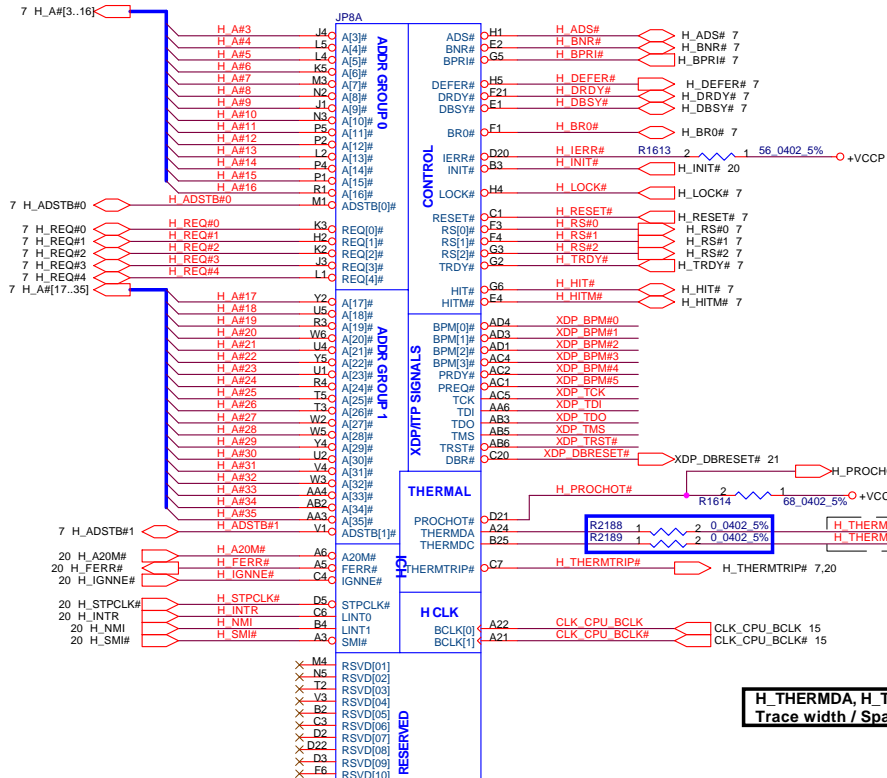 JP8A
7 H_A#[3..16]
H_A#3 J4 A[3]#
H_A#4 L5 A[4]#
H_A#5 L4 A[5]#
H_A#6 K5 A[6]#
H_A#7 M3 A[7]#
H_A#8 N2 A[8]#
H_A#9 J1 A[9]#
H_A#10 N3 A[10]#
H_A#11 P5 A[11]#
H_A#12 P2 A[12]#
H_A#13 L2 A[13]#
H_A#14 P4 A[14]#
H_A#15 P1 A[15]#
H_A#16 R1 A[16]#
7 H_ADSTB#0 H_ADSTB#0 M1 ADSTB[0]#
ADDR GROUP 0
7 H_REQ#0 H_REQ#0 K3 REQ[0]#
7 H_REQ#1 H_REQ#1 H2 REQ[1]#
7 H_REQ#2 H_REQ#2 K2 REQ[2]#
7 H_REQ#3 H_REQ#3 J3 REQ[3]#
7 H_REQ#4 H_REQ#4 L1 REQ[4]#
7 H_A#[17..35]
H_A#17 Y2 A[17]#
H_A#18 U5 A[18]#
H_A#19 R3 A[19]#
H_A#20 W6 A[20]#
H_A#21 U4 A[21]#
H_A#22 Y5 A[22]#
H_A#23 U1 A[23]#
H_A#24 R4 A[24]#
H_A#25 T5 A[25]#
H_A#26 T3 A[26]#
H_A#27 W2 A[27]#
H_A#28 W5 A[28]#
H_A#29 Y4 A[29]#
H_A#30 U2 A[30]#
H_A#31 V4 A[31]#
H_A#32 W3 A[32]#
H_A#33 AA4 A[33]#
H_A#34 AB2 A[34]#
H_A#35 AA3 A[35]#
7 H_ADSTB#1 H_ADSTB#1 V1 ADSTB[1]#
ADDR GROUP 1
20 H_A20M# H_A20M# A6 A20M#
20 H_FERR# H_FERR# A5 FERR#
20 H_IGNNE# H_IGNNE# C4 IGNNE#
20 H_STPCLK# H_STPCLK# D5 STPCLK#
20 H_INTR H_INTR C6 LINT0
20 H_NMI H_NMI B4 LINT1
20 H_SMI# H_SMI# A3 SMI#
ICH
M4 RSVD[01]
N5 RSVD[02]
T2 RSVD[03]
V3 RSVD[04]
B2 RSVD[05]
C3 RSVD[06]
D2 RSVD[07]
D22 RSVD[08]
D3 RSVD[09]
F6 RSVD[10]
RESERVED
CONTROL
ADS# H1 H_ADS# H_ADS# 7
BNR# E2 H_BNR# H_BNR# 7
BPRI# G5 H_BPRI# H_BPRI# 7
DEFER# H5 H_DEFER# H_DEFER# 7
DRDY# F21 H_DRDY# H_DRDY# 7
DBSY# E1 H_DBSY# H_DBSY# 7
BR0# F1 H_BR0# H_BR0# 7
IERR# D20 H_IERR# R1613 2 1 56_0402_5% +VCCP
INIT# B3 H_INIT# H_INIT# 20
LOCK# H4 H_LOCK# H_LOCK# 7
RESET# C1 H_RESET# H_RESET# 7
RS[0]# F3 H_RS#0 H_RS#0 7
RS[1]# F4 H_RS#1 H_RS#1 7
RS[2]# G3 H_RS#2 H_RS#2 7
TRDY# G2 H_TRDY# H_TRDY# 7
HIT# G6 H_HIT# H_HIT# 7
HITM# E4 H_HITM# H_HITM# 7
XDP/ITP SIGNALS
BPM[0]# AD4 XDP_BPM#0
BPM[1]# AD3 XDP_BPM#1
BPM[2]# AD1 XDP_BPM#2
BPM[3]# AC4 XDP_BPM#3
PRDY# AC2 XDP_BPM#4
PREQ# AC1 XDP_BPM#5
TCK AC5 XDP_TCK
TDI AA6 XDP_TDI
TDO AB3 XDP_TDO
TMS AB5 XDP_TMS
TRST# AB6 XDP_TRST#
DBR# C20 XDP_DBRESET# XDP_DBRESET# 21
THERMAL
H_PROCHO
PROCHOT# D21 H_PROCHOT# R1614 2 1 68_0402_5% +VCC
THERMDA A24 R2188 1 2 0_0402_5% H_THERM
THERMDC B25 R2189 1 2 0_0402_5% H_THERM
THERMTRIP# C7 H_THERMTRIP# H_THERMTRIP# 7,20
H CLK
BCLK[0] A22 CLK_CPU_BCLK CLK_CPU_BCLK 15
BCLK[1] A21 CLK_CPU_BCLK# CLK_CPU_BCLK# 15
H_THERMDA, H_T
Trace width / Spa